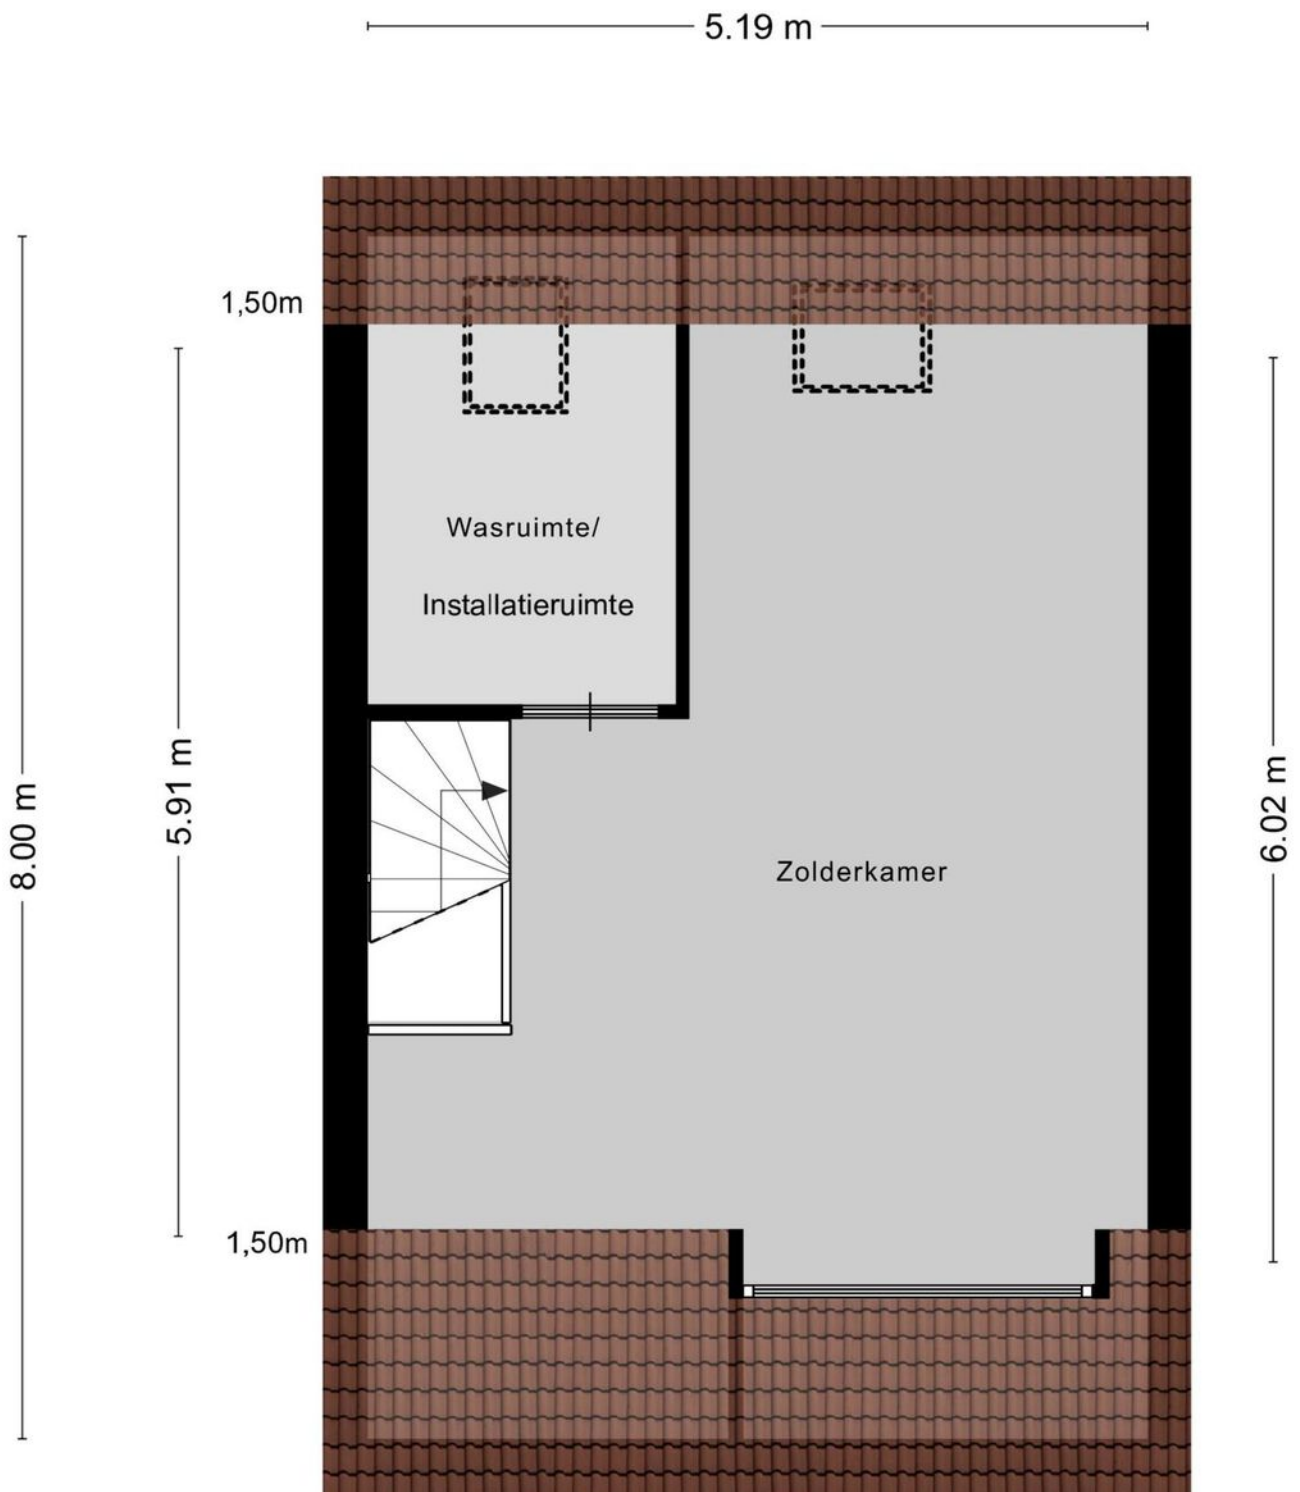 5.19 m
1,50m
Wasruimte/
Installatieruimte
8.00 m
5.91 m
6.02 m
Zolderkamer
1,50m